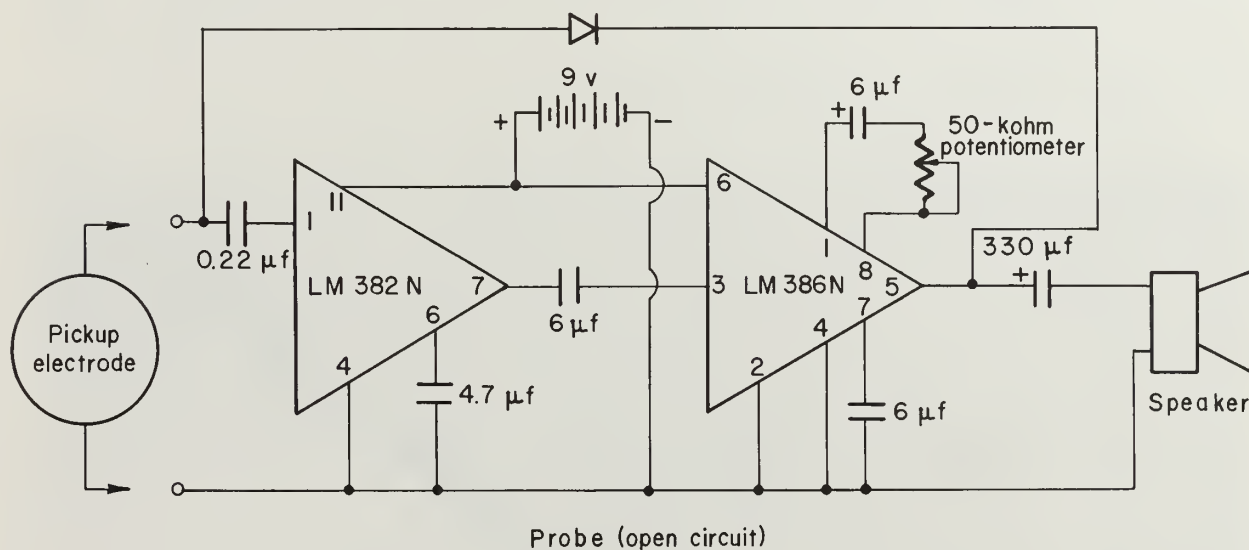 9 v
+
−
6 μf
+
50-kohm
potentiometer
1
11
0.22 μf
LM 382 N
7
6
4
4.7 μf
6 μf
6
3
LM 386N
1
8
5
7
4
2
6 μf
330 μf
+
Pickup
electrode
Speaker
Probe (open circuit)